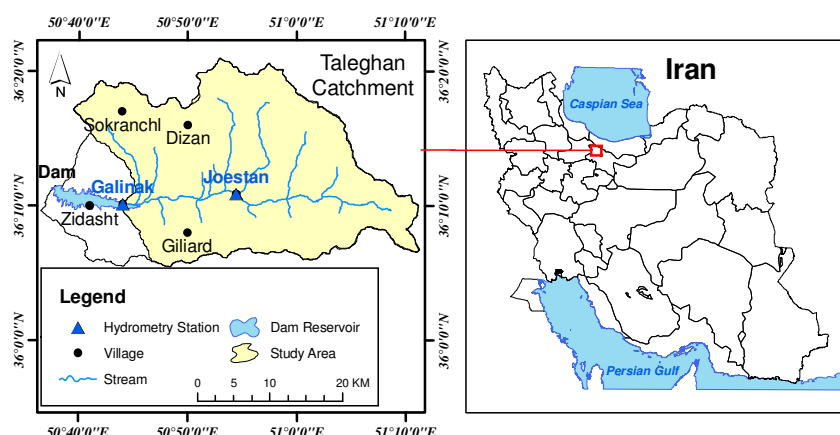 50°40'0"E 50°50'0"E 51°0'0"E 51°10'0"E
36°20'0"N
36°10'0"N
36°0'0"N
Taleghan
Catchment
N
Sokranchl
Dizan
Dam
Galinak
Joestan
Zidasht
Giliard
Legend
Hydrometry Station
Dam Reservoir
Village
Study Area
Stream
0 5 10 20 KM
36°20'0"N
36°10'0"N
36°0'0"N
50°40'0"E 50°50'0"E 51°0'0"E 51°10'0"E
Iran
Caspian Sea
Persian Gulf